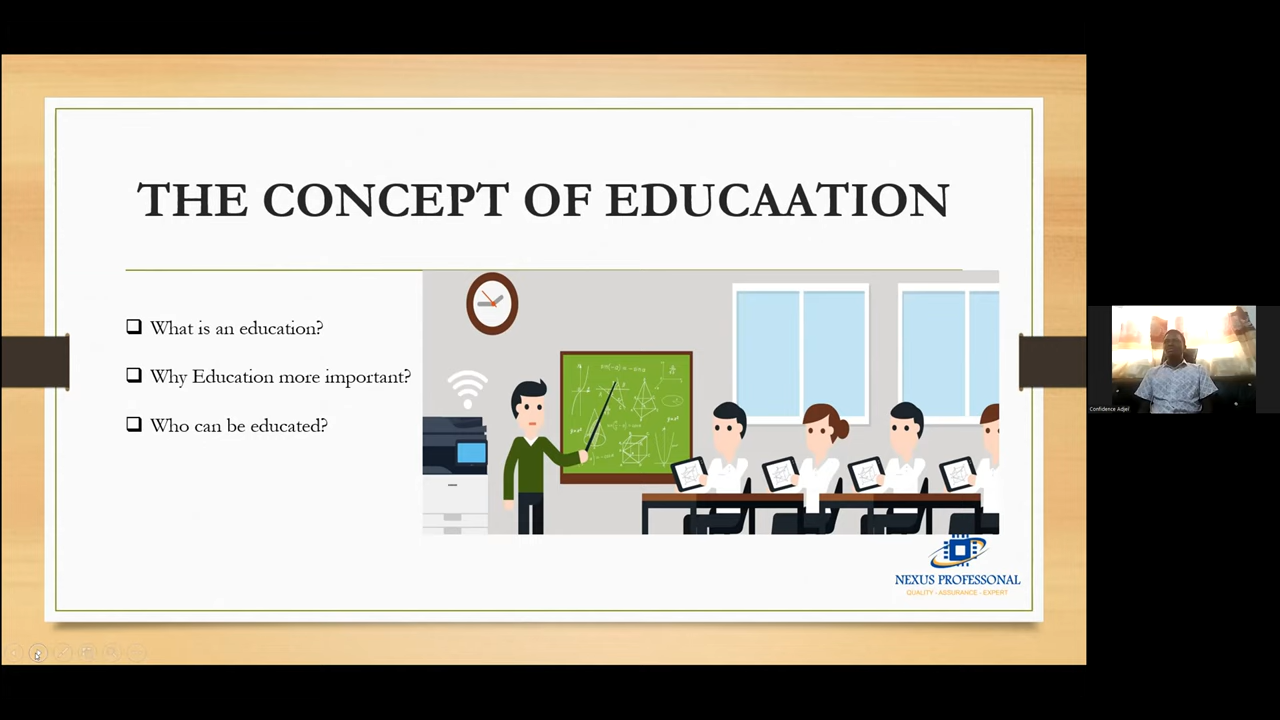 THE CONCEPT OF EDUCAATION
What is an education?
Why Education more important?
Who can be educated?
NEXUS PROFESSONAL
QUALITY - ASSURANCE - EXPERT
Confidence Adjei